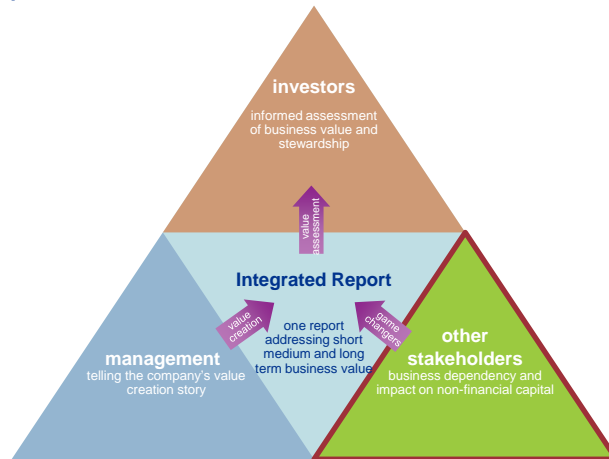 investors
informed assessment
of business value and
stewardship
value
assessment
Integrated Report
value
creation
game
changers
one report
addressing short
medium and long
term business value
management
telling the company's value
creation story
other
stakeholders
business dependency and
impact on non-financial capital